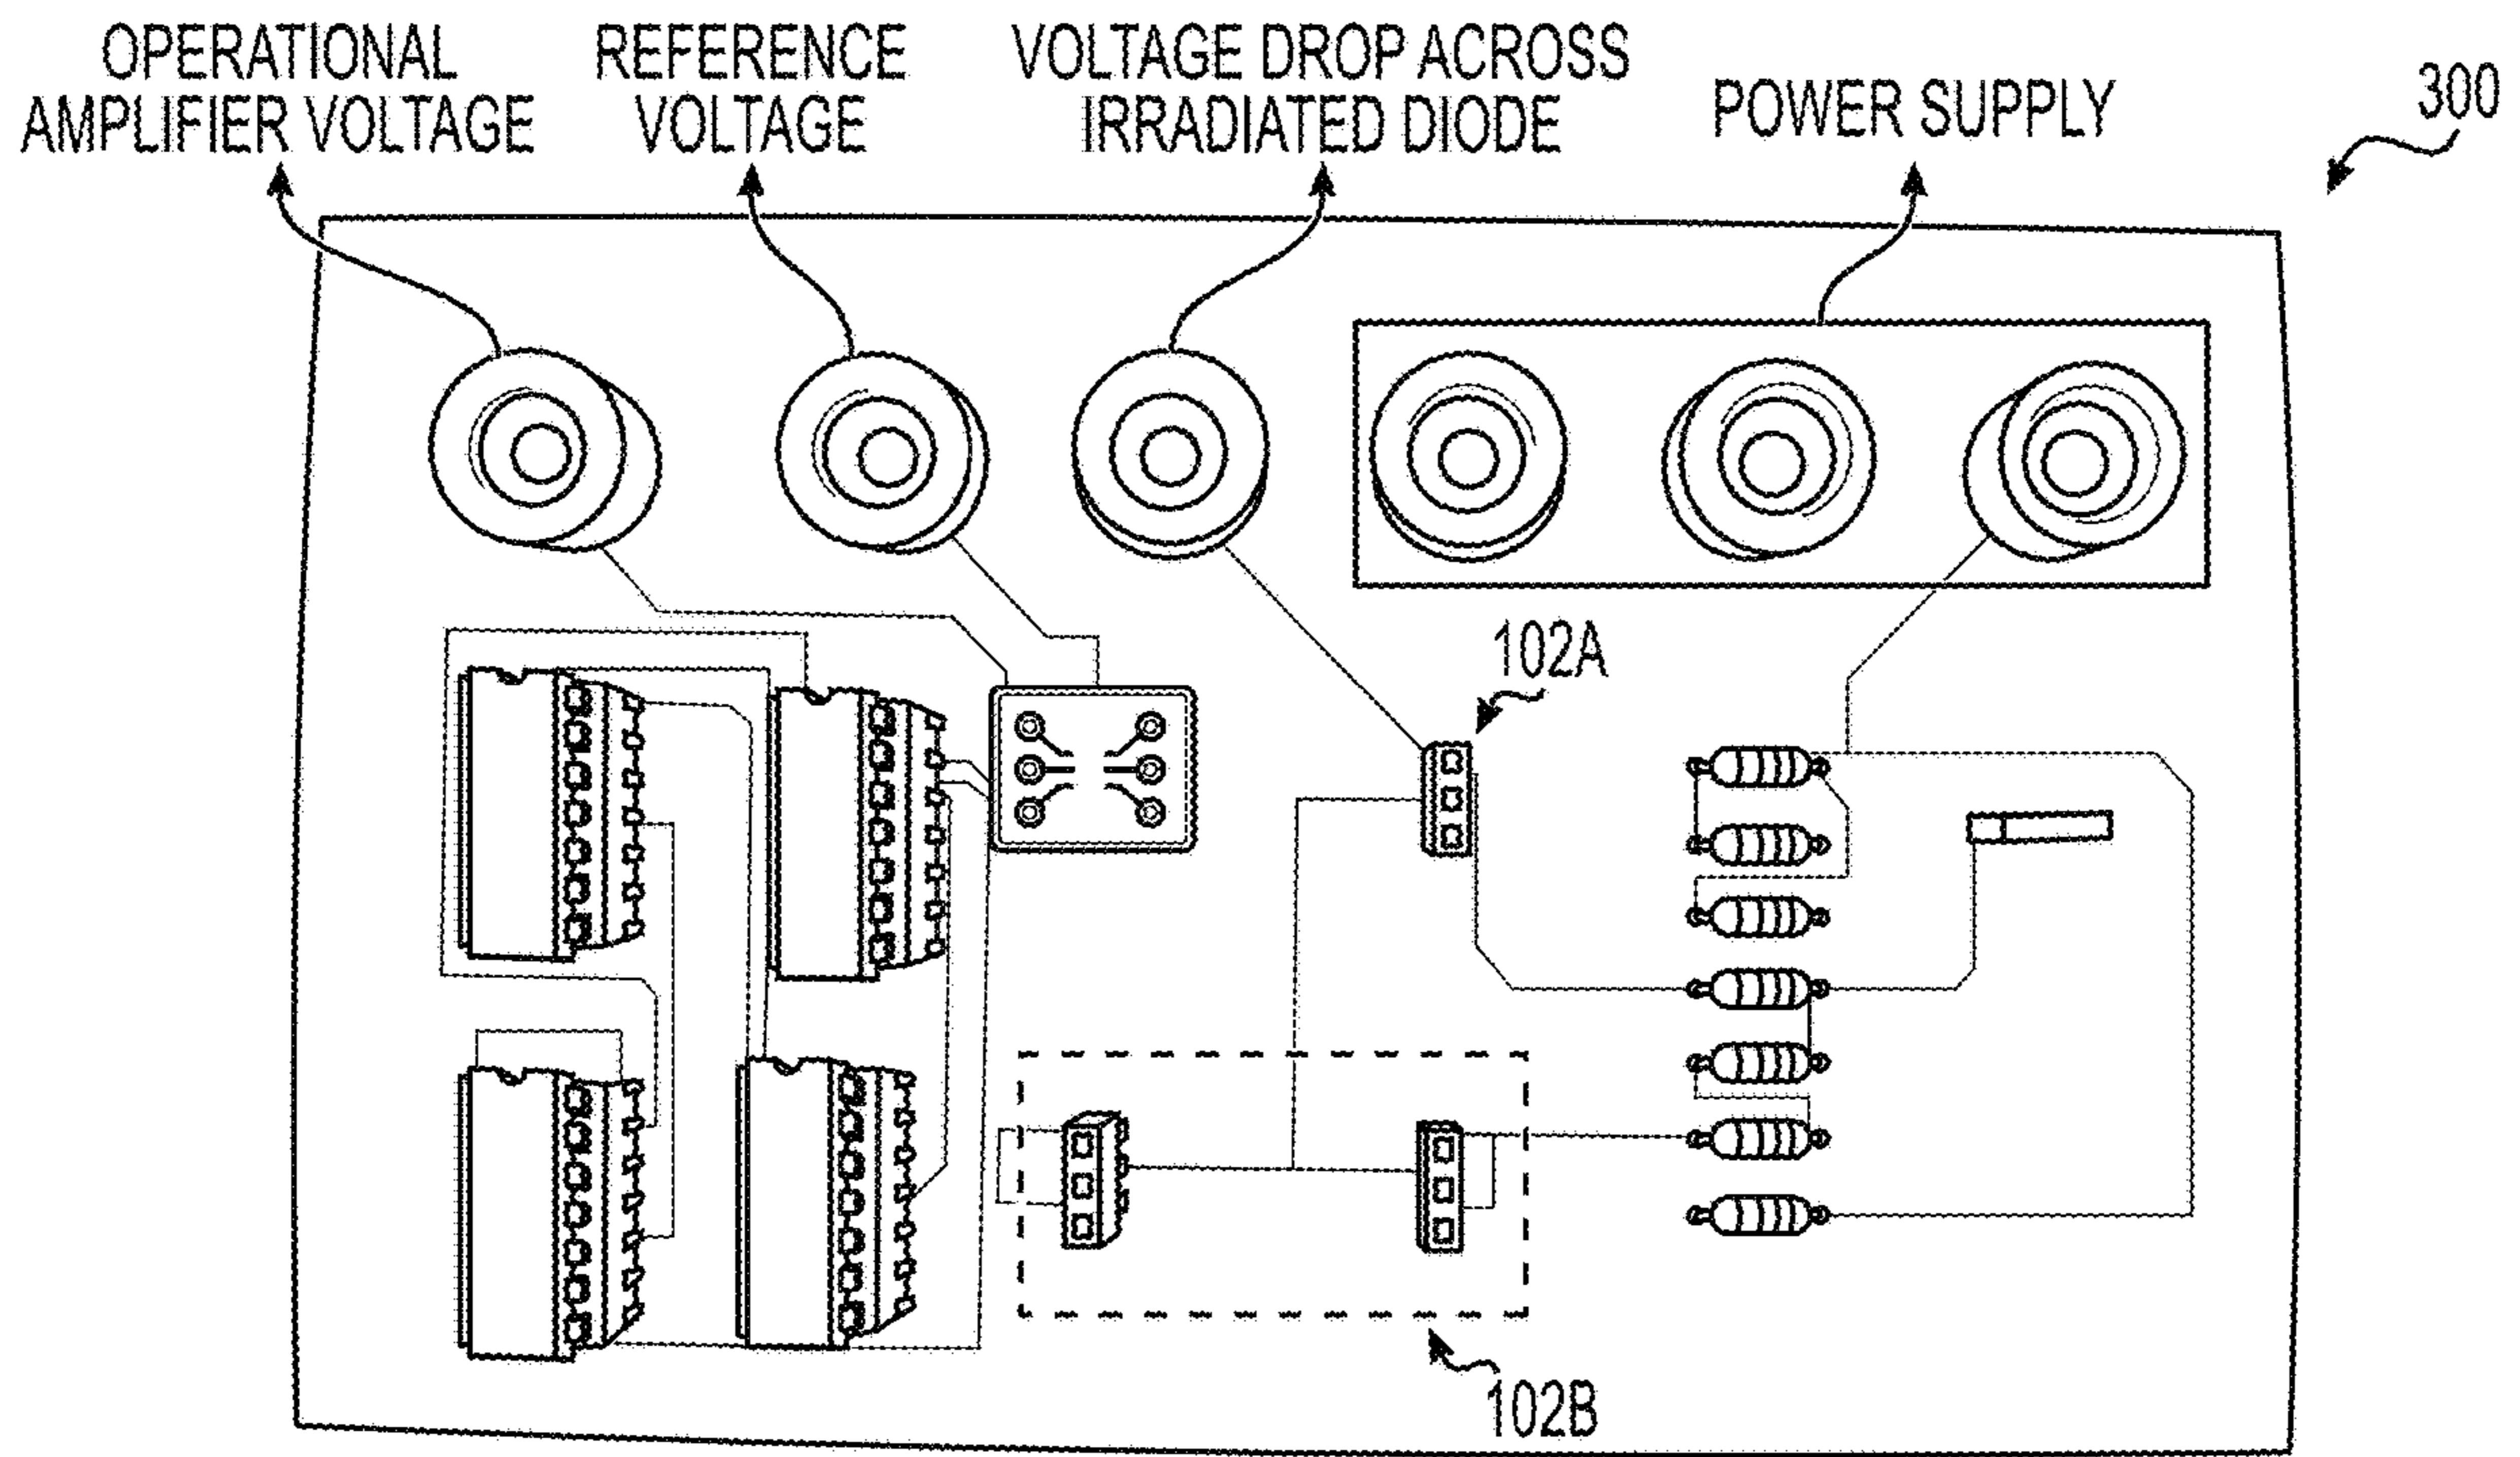 OPERATIONAL
AMPLIFIER VOLTAGE
REFERENCE
VOLTAGE
VOLTAGE DROP ACROSS
IRRADIATED DIODE
POWER SUPPLY
300
102A
102B